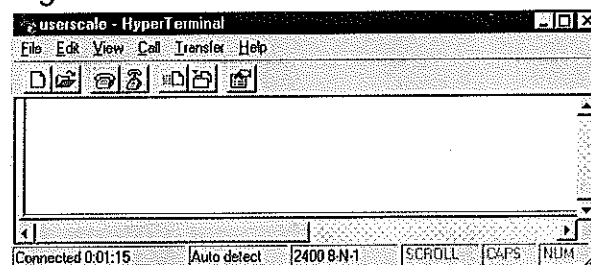 userscale - HyperTerminal
File Edit View Call Transfer Help
Connected 0:01:15 Auto detect 2400 8-N-1 SCROLL CAPS NUM